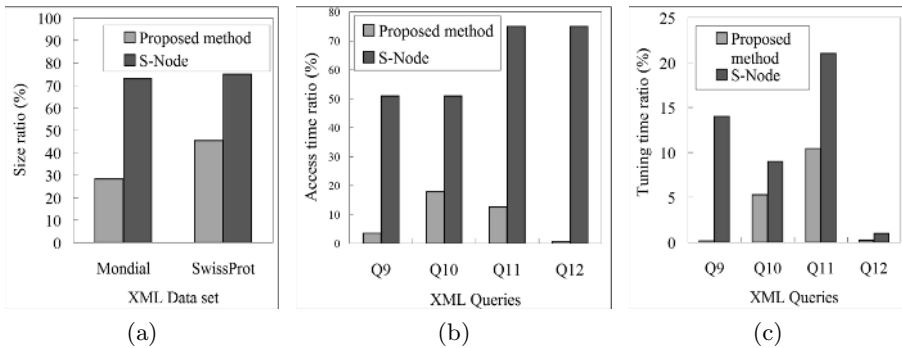 100
90
80
70
60
50
40
30
20
10
0
Size ratio (%)
Proposed method
S-Node
Mondial SwissProt
XML Data set
(a)
80
70
60
50
40
30
20
10
0
Access time ratio (%)
Proposed method
S-Node
Q9 Q10 Q11 Q12
XML Queries
(b)
25
20
15
10
5
0
Tuning time ratio (%)
Proposed
method
S-Node
Q9 Q10 Q11 Q12
XML Queries
(c)